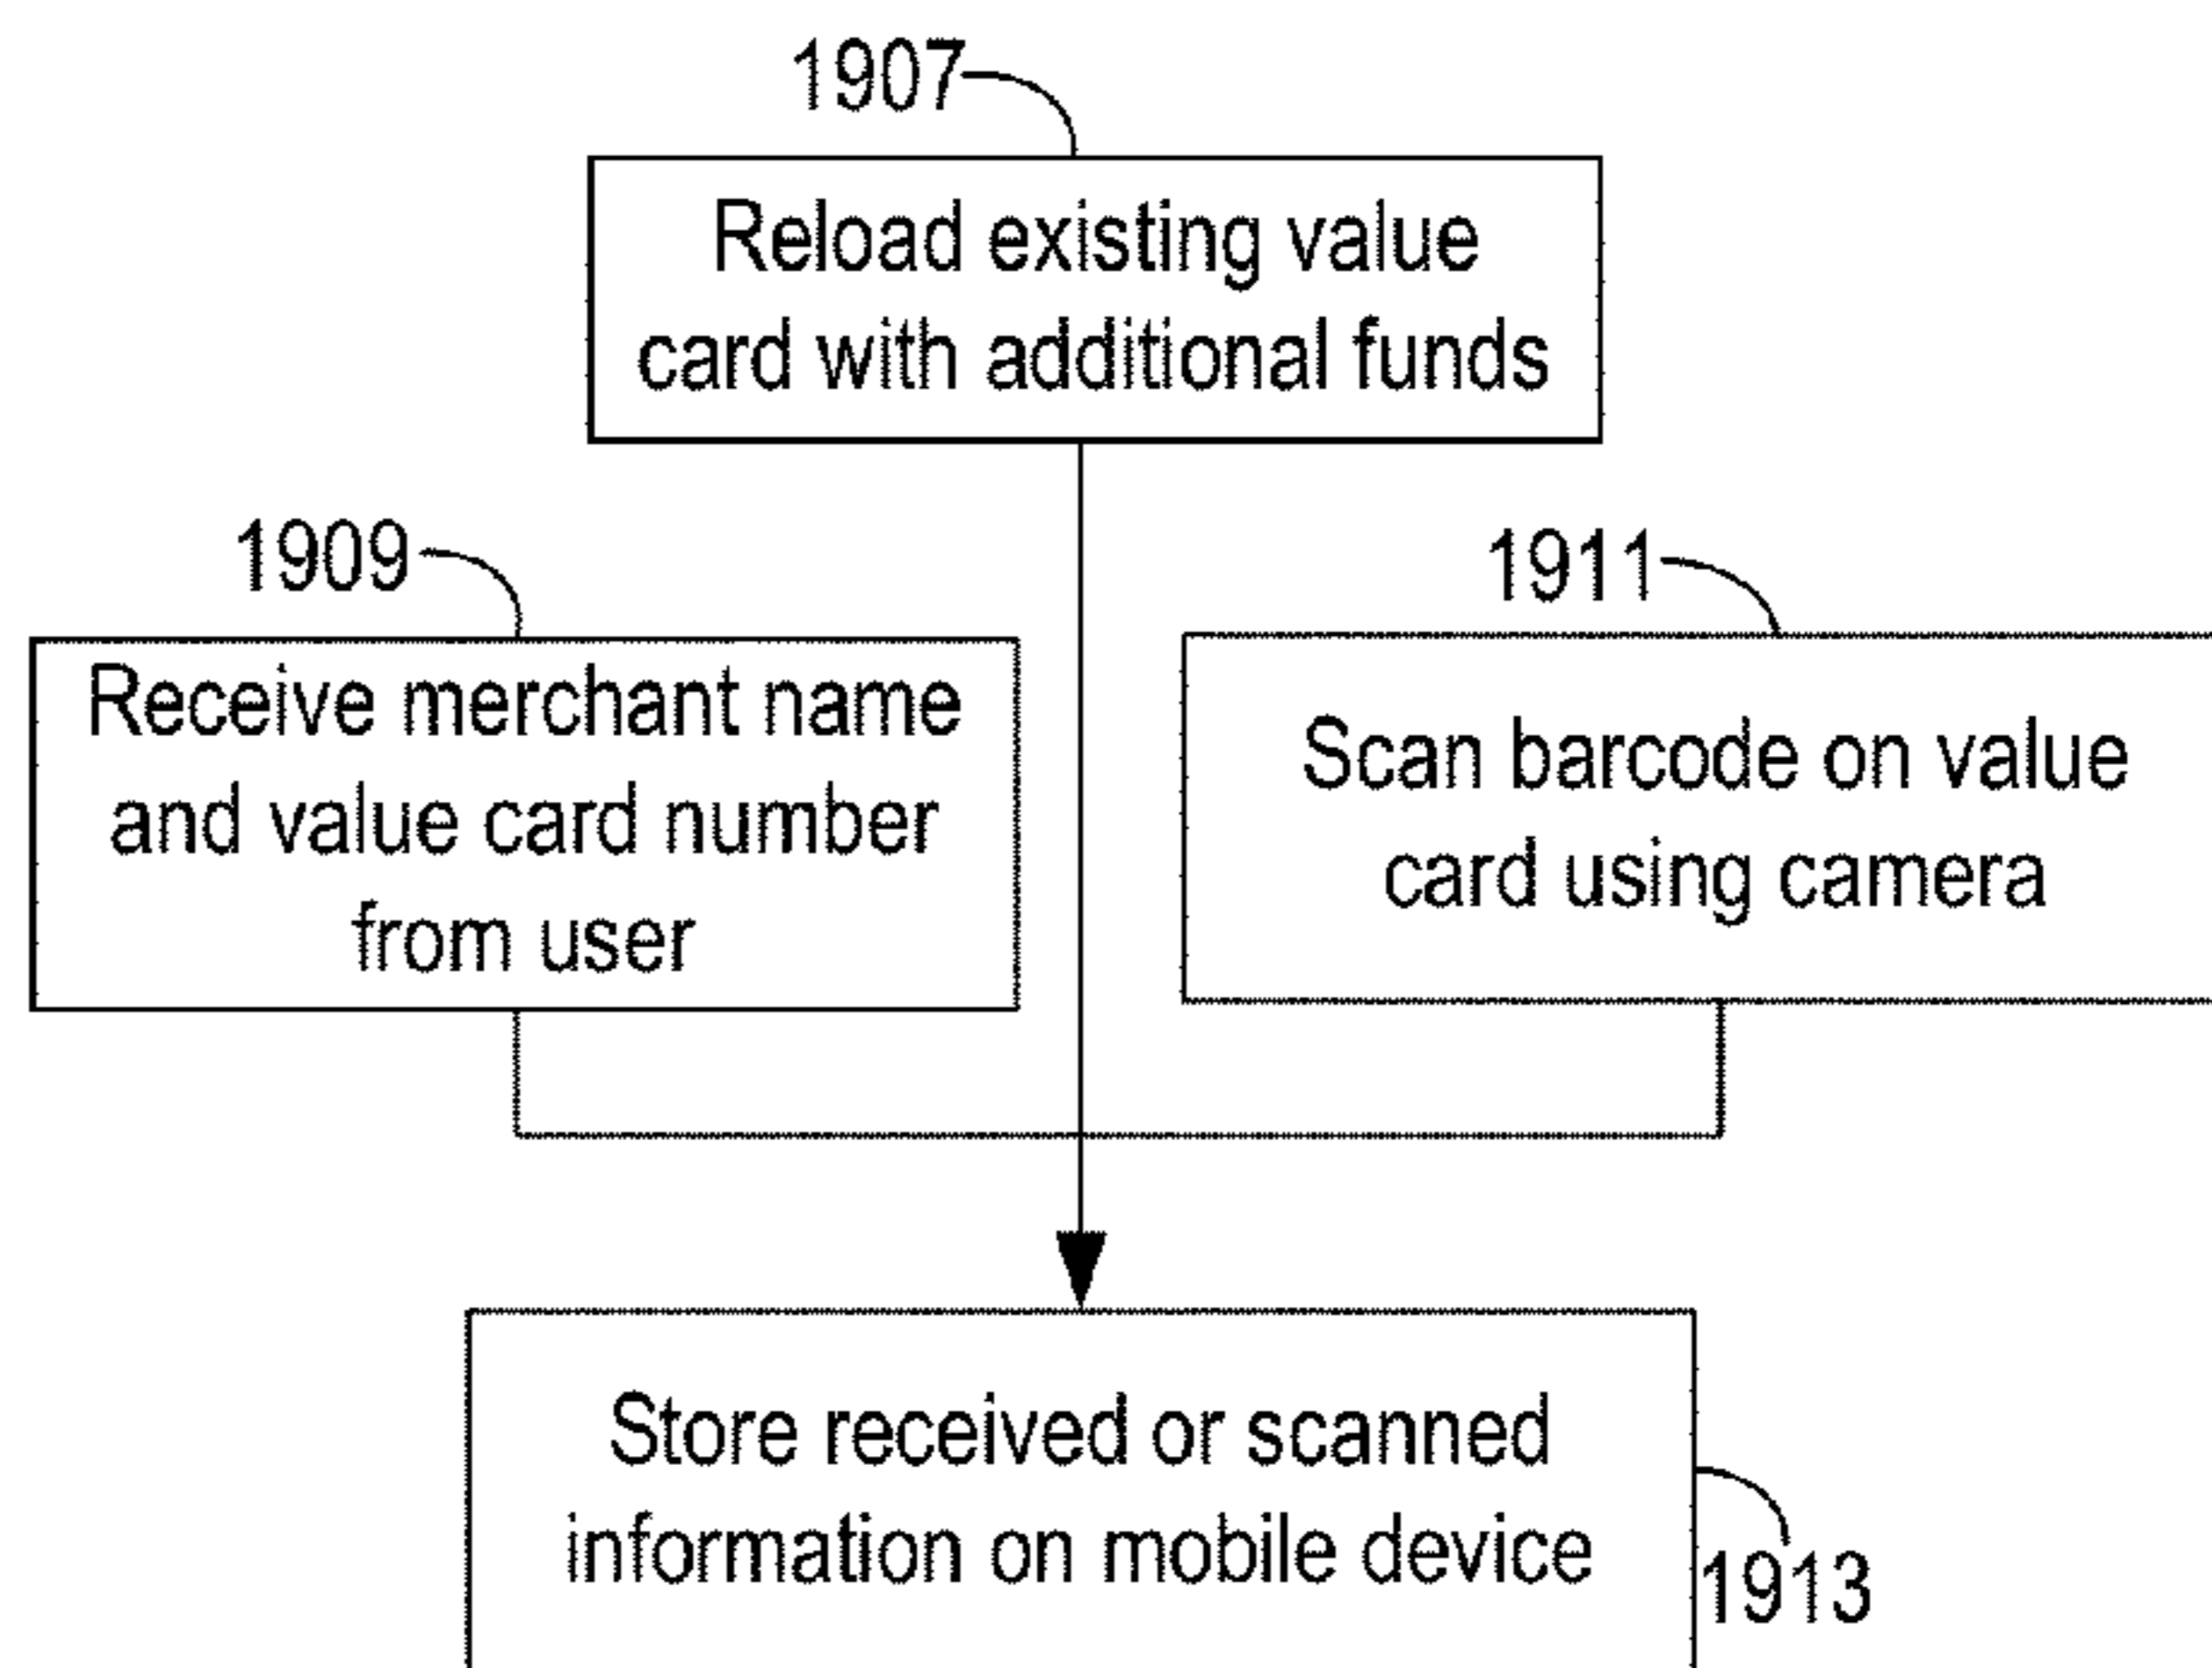 1907
Reload existing value
card with additional funds
1909
Receive merchant name
and value card number
from user
1911
Scan barcode on value
card using camera
Store received or scanned
information on mobile device
1913